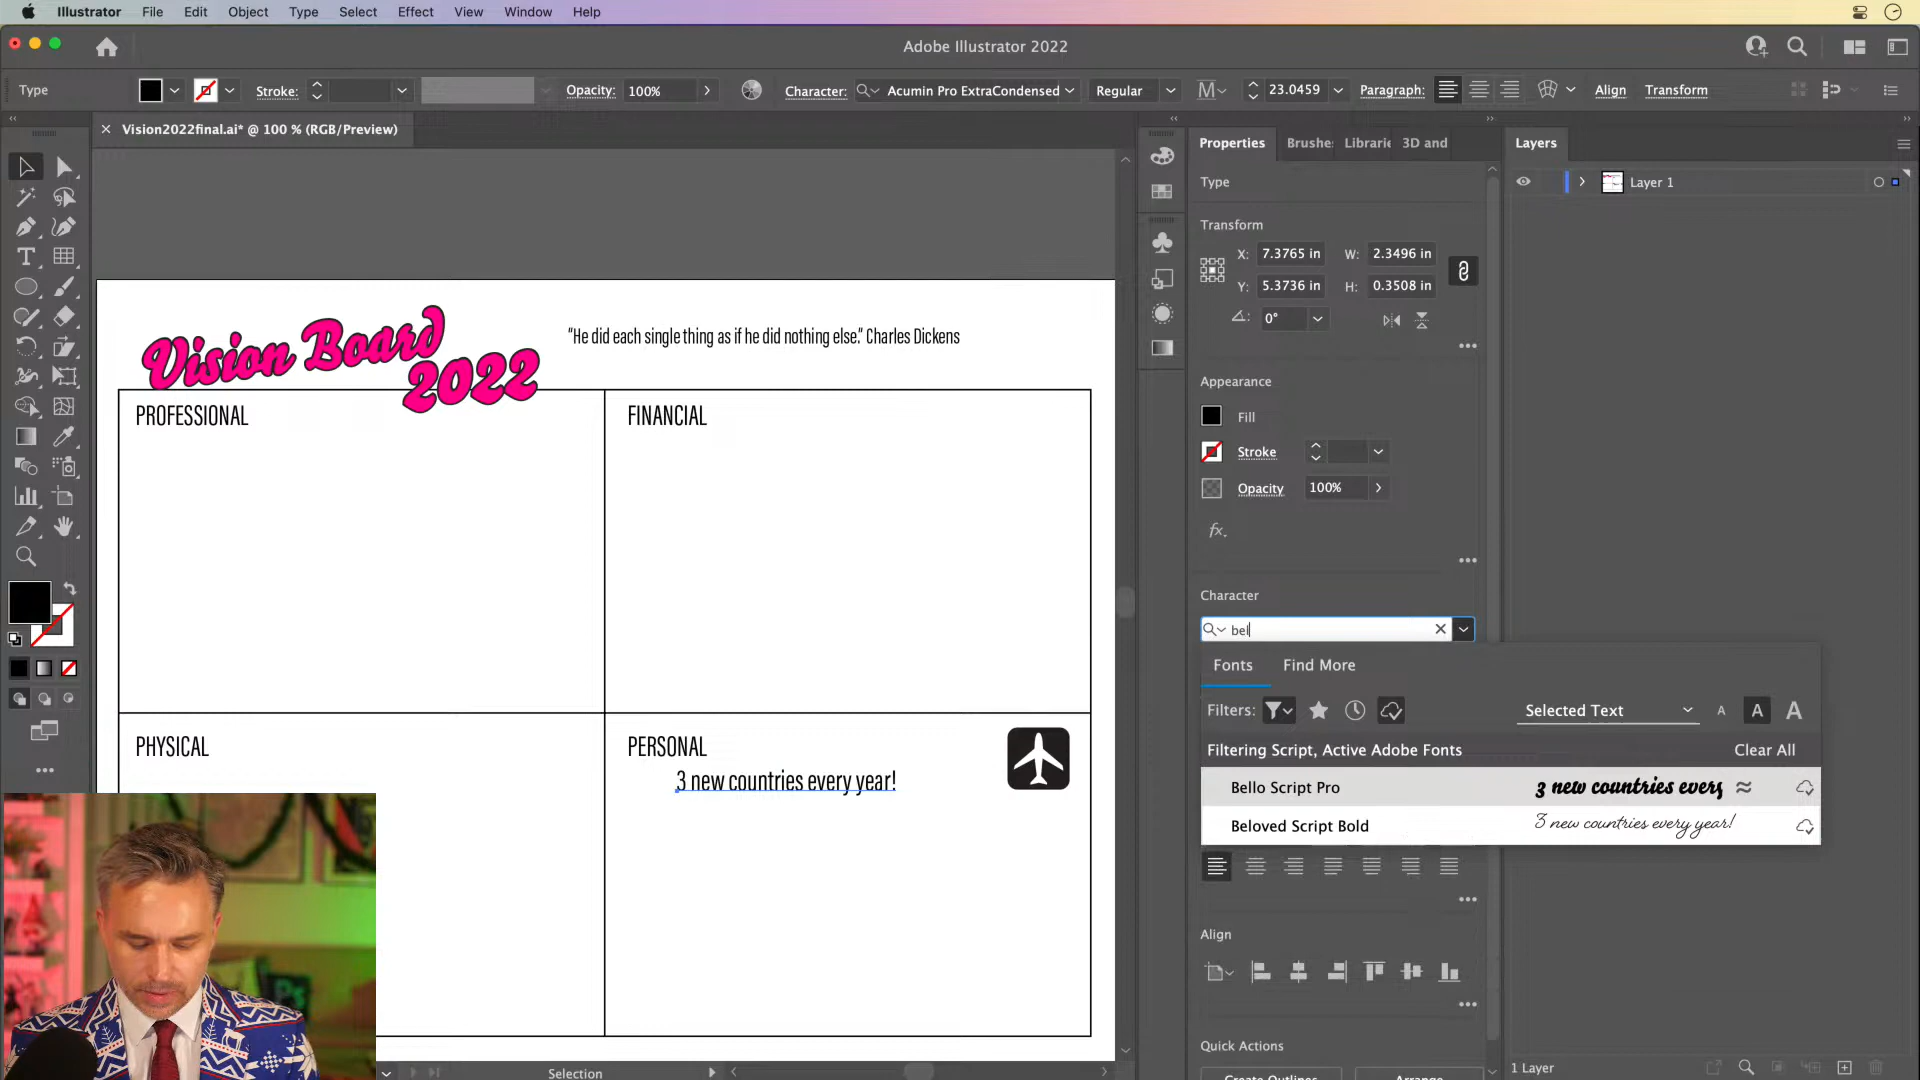 Illustrator File Edit Object Type Select Effect View Window Help
Adobe Illustrator 2022
Type Stroke: Opacity: 100% Character: Acumin Pro ExtraCondensed Regular 23.0459 Paragraph: Align Transform
Vision2022final.ai* @ 100 % (RGB/Preview)
Properties Brushe: Librarie 3D and Layers
Type
Layer 1
Transform
X: 7.3765 in W: 2.3496 in
Y: 5.3736 in H: 0.3508 in
0°
Appearance
Fill
Stroke
Opacity 100%
fx.
Character
bel
Fonts Find More
Filters: Selected Text A A A
Filtering Script, Active Adobe Fonts Clear All
Bello Script Pro 3 new countries every
Beloved Script Bold 3 new countries every year!
Align
Quick Actions
Create Outlines Arrange
1 Layer
Vision Board
2022
“He did each single thing as if he did nothing else.” Charles Dickens
PROFESSIONAL FINANCIAL
PHYSICAL PERSONAL
3 new countries every year!
Selection